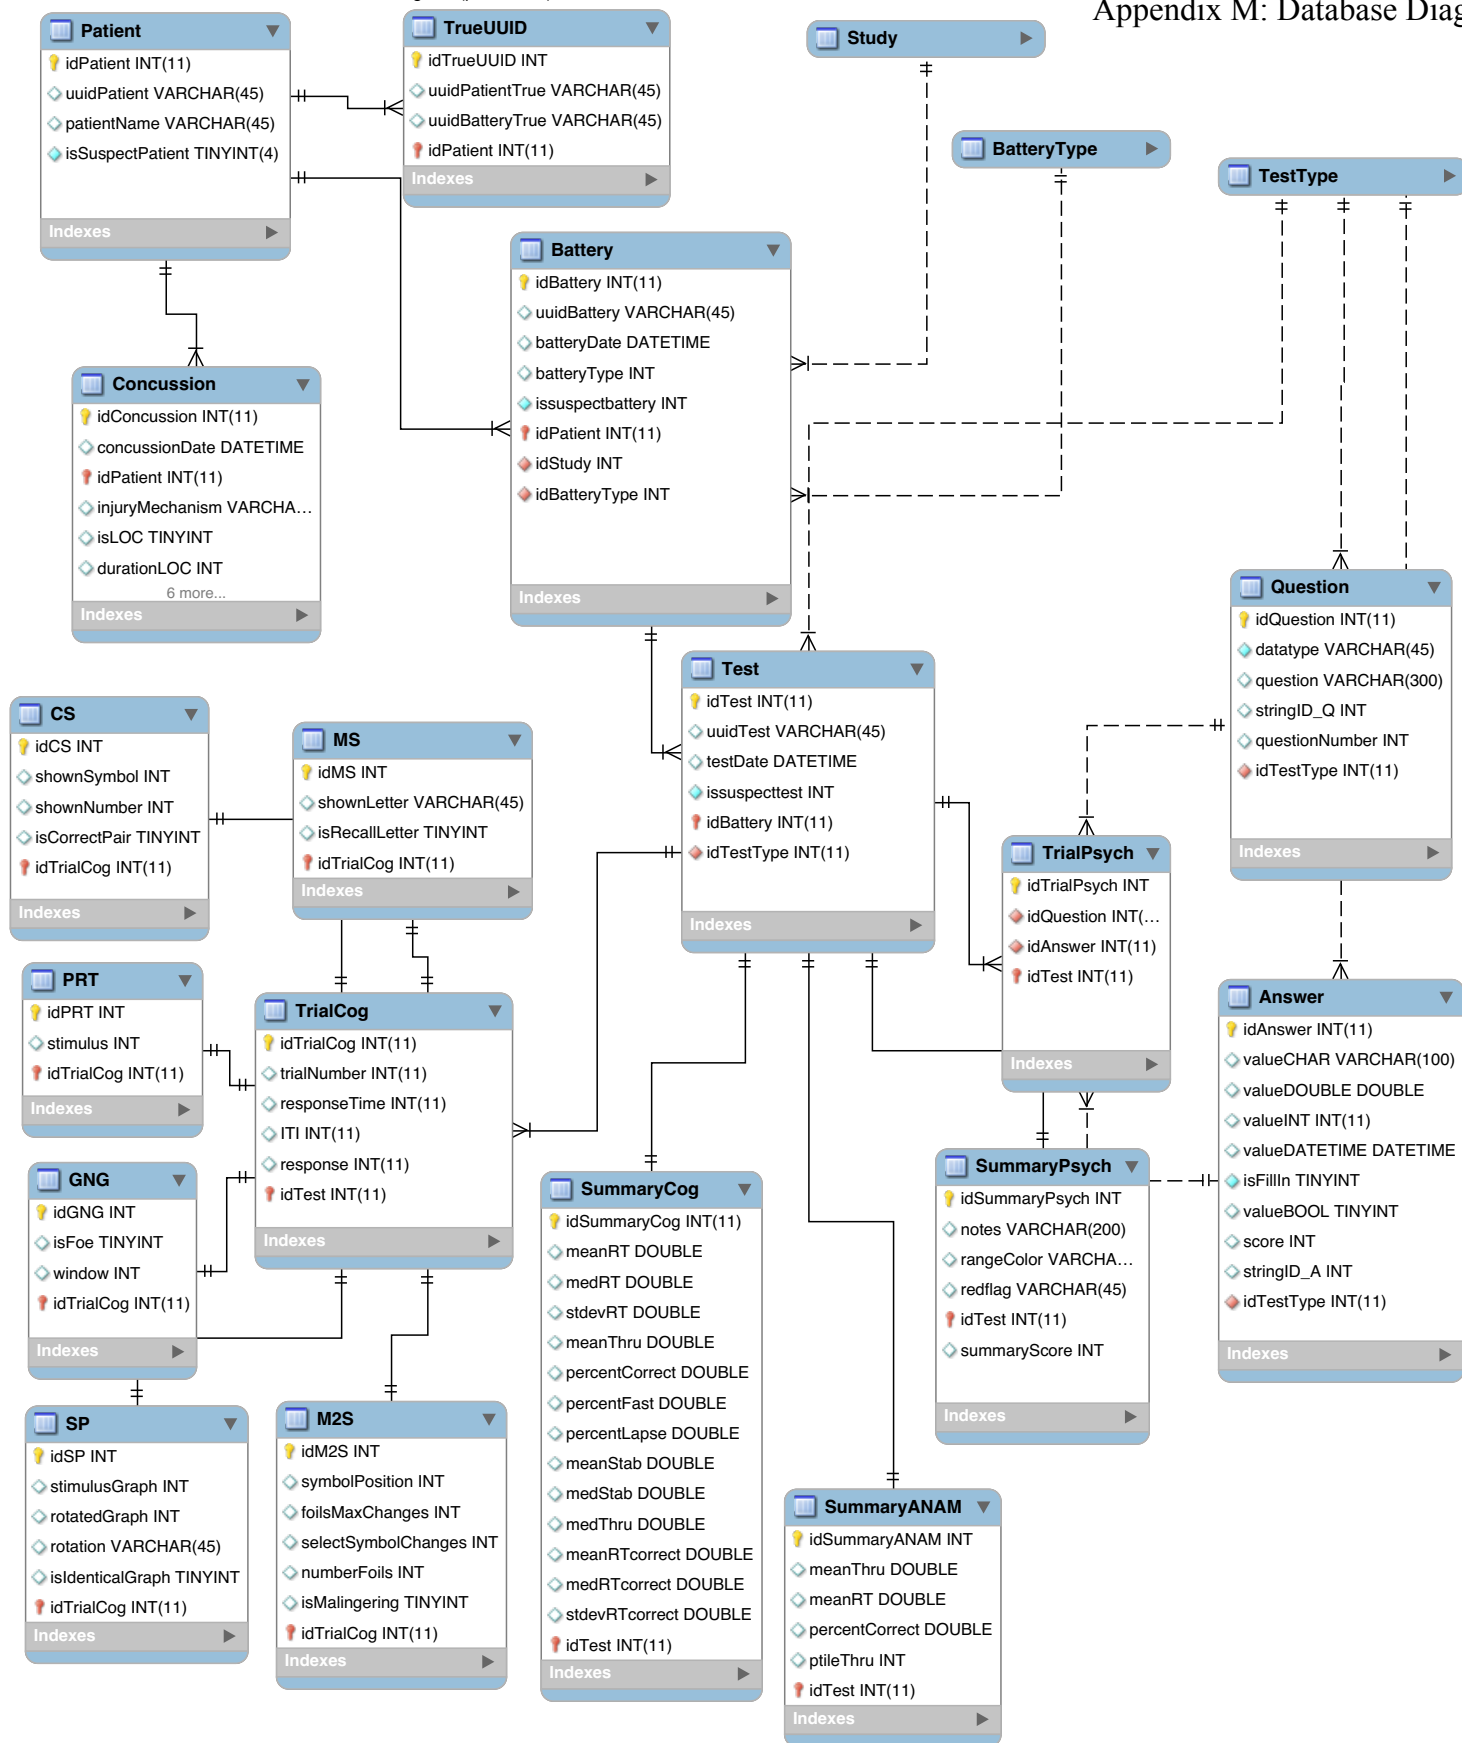 Appendix M: Database Diag
Patient
idPatient INT(11)
uuidPatient VARCHAR(45)
patientName VARCHAR(45)
isSuspectPatient TINYINT(4)
Indexes
TrueUUID
idTrueUUID INT
uuidPatientTrue VARCHAR(45)
uuidBatteryTrue VARCHAR(45)
idPatient INT(11)
Indexes
Study
BatteryType
TestType
Battery
idBattery INT(11)
uuidBattery VARCHAR(45)
batteryDate DATETIME
batteryType INT
issuspectbattery INT
idPatient INT(11)
idStudy INT
idBatteryType INT
Indexes
Concussion
idConcussion INT(11)
concussionDate DATETIME
idPatient INT(11)
injuryMechanism VARCHA...
isLOC TINYINT
durationLOC INT
6 more...
Indexes
Question
idQuestion INT(11)
datatype VARCHAR(45)
question VARCHAR(300)
stringID_Q INT
questionNumber INT
idTestType INT(11)
Indexes
Test
idTest INT(11)
uuidTest VARCHAR(45)
testDate DATETIME
issuspecttest INT
idBattery INT(11)
idTestType INT(11)
Indexes
CS
idCS INT
shownSymbol INT
shownNumber INT
isCorrectPair TINYINT
idTrialCog INT(11)
Indexes
MS
idMS INT
shownLetter VARCHAR(45)
isRecallLetter TINYINT
idTrialCog INT(11)
Indexes
TrialPsych
idTrialPsych INT
idQuestion INT(...
idAnswer INT(11)
idTest INT(11)
Indexes
PRT
idPRT INT
stimulus INT
idTrialCog INT(11)
Indexes
TrialCog
idTrialCog INT(11)
trialNumber INT(11)
responseTime INT(11)
ITI INT(11)
response INT(11)
idTest INT(11)
Indexes
Answer
idAnswer INT(11)
valueCHAR VARCHAR(100)
valueDOUBLE DOUBLE
valueINT INT(11)
valueDATETIME DATETIME
isFillIn TINYINT
valueBOOL TINYINT
score INT
stringID_A INT
idTestType INT(11)
Indexes
GNG
idGNG INT
isFoe TINYINT
window INT
idTrialCog INT(11)
Indexes
SummaryCog
idSummaryCog INT(11)
meanRT DOUBLE
medRT DOUBLE
stdevRT DOUBLE
meanThru DOUBLE
percentCorrect DOUBLE
percentFast DOUBLE
percentLapse DOUBLE
meanStab DOUBLE
medStab DOUBLE
medThru DOUBLE
meanRTcorrect DOUBLE
medRTcorrect DOUBLE
stdevRTcorrect DOUBLE
idTest INT(11)
Indexes
SummaryPsych
idSummaryPsych INT
notes VARCHAR(200)
rangeColor VARCHA...
redflag VARCHAR(45)
idTest INT(11)
summaryScore INT
Indexes
SP
idSP INT
stimulusGraph INT
rotatedGraph INT
rotation VARCHAR(45)
isIdenticalGraph TINYINT
idTrialCog INT(11)
Indexes
M2S
idM2S INT
symbolPosition INT
foilsMaxChanges INT
selectSymbolChanges INT
numberFoils INT
isMalingering TINYINT
idTrialCog INT(11)
Indexes
SummaryANAM
idSummaryANAM INT
meanThru DOUBLE
meanRT DOUBLE
percentCorrect DOUBLE
ptileThru INT
idTest INT(11)
Indexes